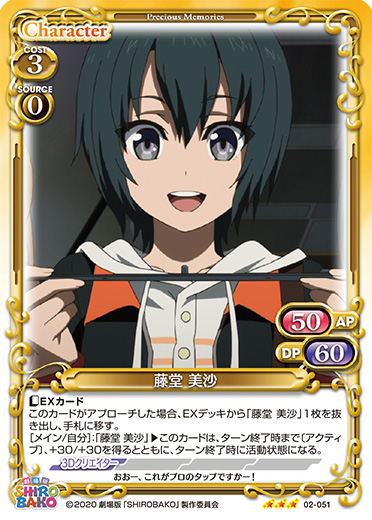 Precious Memories
Character
COST
3
SOURCE
0
50 AP
DP 60
藤堂 美沙
EXカード
このカードがアプローチした場合、EXデッキから「藤堂 美沙」1枚を抜
き出し、手札に移す。
[メイン/自分]:「藤堂 美沙」▶このカードは、ターン終了時まで[アクティ
ブ]、+30/+30を得るとともに、ターン終了時に活動状態になる。
3Dクリエイター
おおー、これがプロのタップですかー!
劇場版
SHIRO
BAKO
©2020 劇場版「SHIROBAKO」製作委員会
02-051